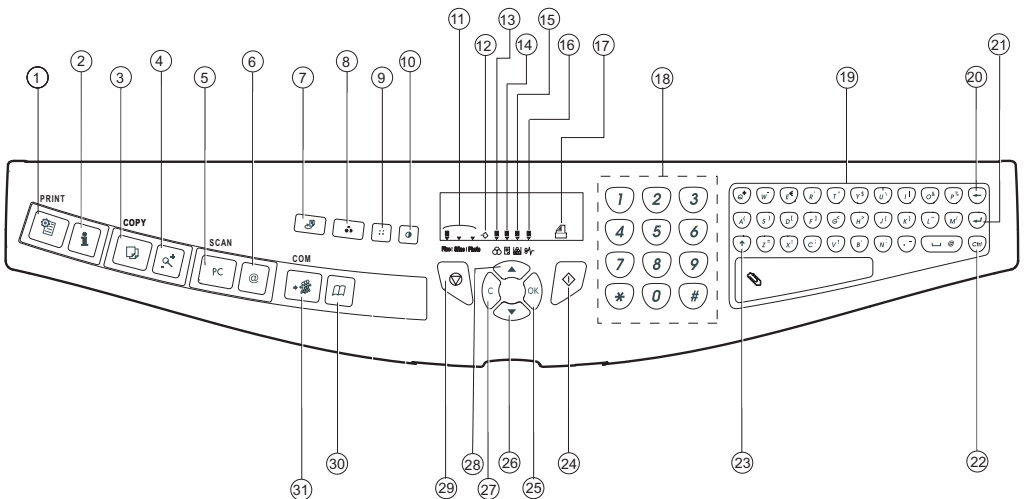 1 2 3 4 5 6 7 8 9 10 11 12 13 14 15 16 17 18 19 20 21
PRINT
COPY
SCAN
COM
i
PC
@
C
OK
1 2 3
4 5 6
7 8 9
* 0 #
Q W E R T Y U I O P
A S D F G H J K L M
Z X C V B N @ Ctrl
22 23 24 25 26 27 28 29 30 31